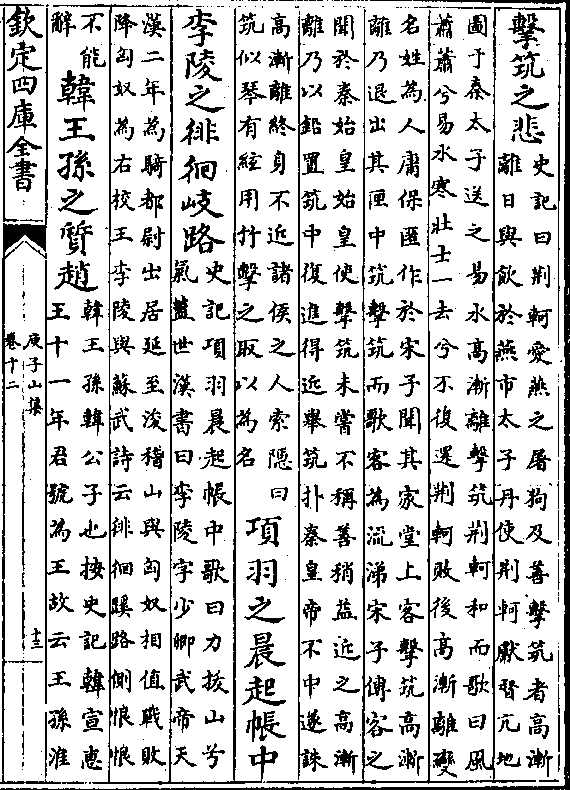 擊筑之悲
史記曰荆軻愛燕之屠狗及善擊筑者高漸
離日與飲於燕市太子丹使荆軻獻督亢地
圖于秦太子送之易水高漸離擊筑荆軻和而歌曰風
蕭蕭兮易水寒壯士一去兮不復還荆軻敗後高漸離變
名姓為人庸保匿作於宋子聞其家堂上客擊筑高漸
離乃退出其匣中筑擊筑而歌客為流涕宋子傳客之
聞於秦始皇始皇使擊筑未嘗不稱善稍益近之高漸
離乃以鉛置筑中復進得近舉筑扑秦皇帝不中遂誅
高漸離終身不近諸侯之人索隱曰
筑似琴有絃用竹擊之取以為名
項羽之晨起帳中
李陵之徘徊岐路
史記項羽晨起帳中歌曰力拔山兮
氣葢世漢書曰李陵字少卿武帝天
漢二年為騎都尉出居延至浚稽山與匈奴相值戰敗
降匈奴為右校王李陵與蘇武詩云徘徊蹊路側恨恨
不能
辭
韓王孫之質趙
韓王孫韓公子也按史記韓宣惠
王十一年君號為王故云王孫淮
欽定四庫全書
庾子山集
卷十二
十三